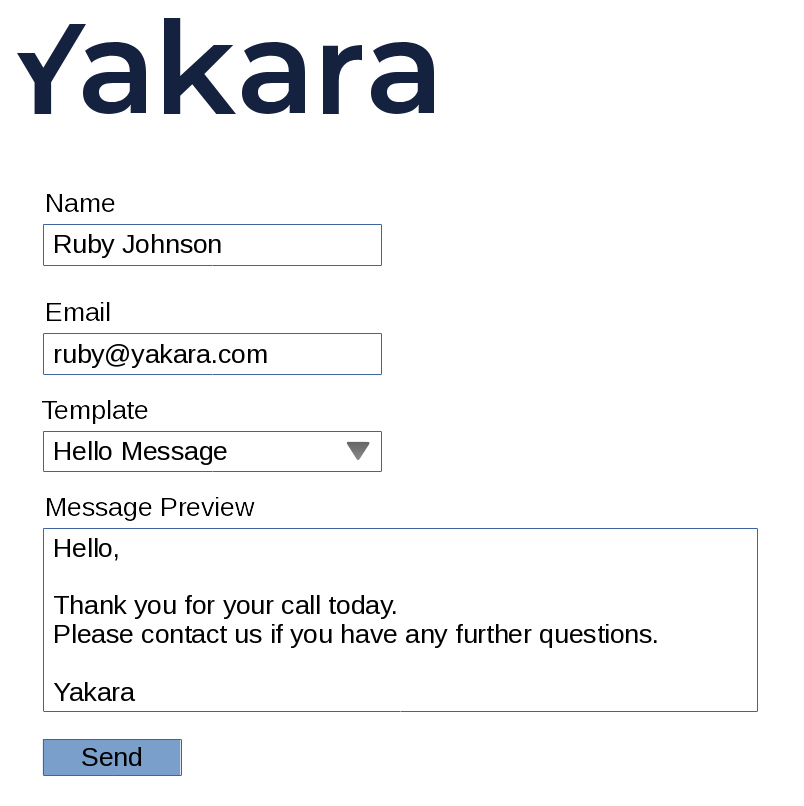 Yakara
Name
Ruby Johnson
Email
ruby@yakara.com
Template
Hello Message
Message Preview
Hello,
Thank you for your call today.
Please contact us if you have any further questions.
Yakara
Send